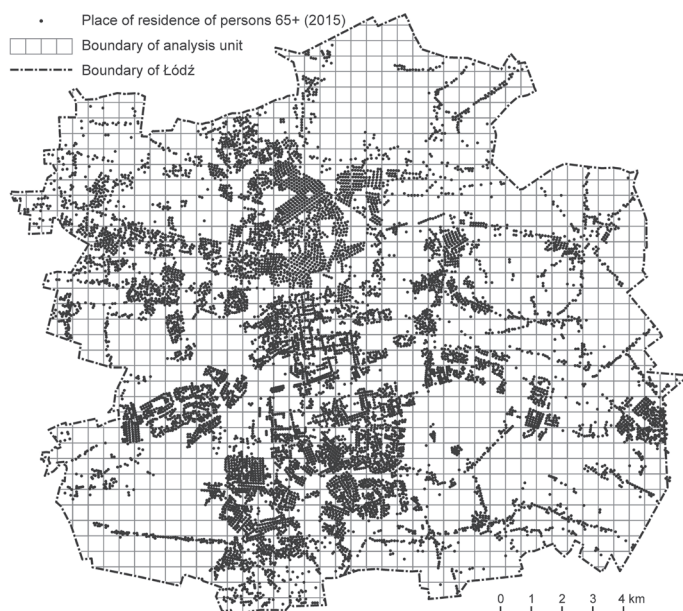 Place of residence of persons 65+ (2015)
Boundary of analysis unit
Boundary of Łódź
0 1 2 3 4 km